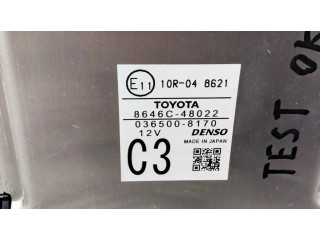 E11 10R-04 8621
TOYOTA
8646C-48022
036500-8170
12V DENSO
C3 MADE IN JAPAN
TEST OK